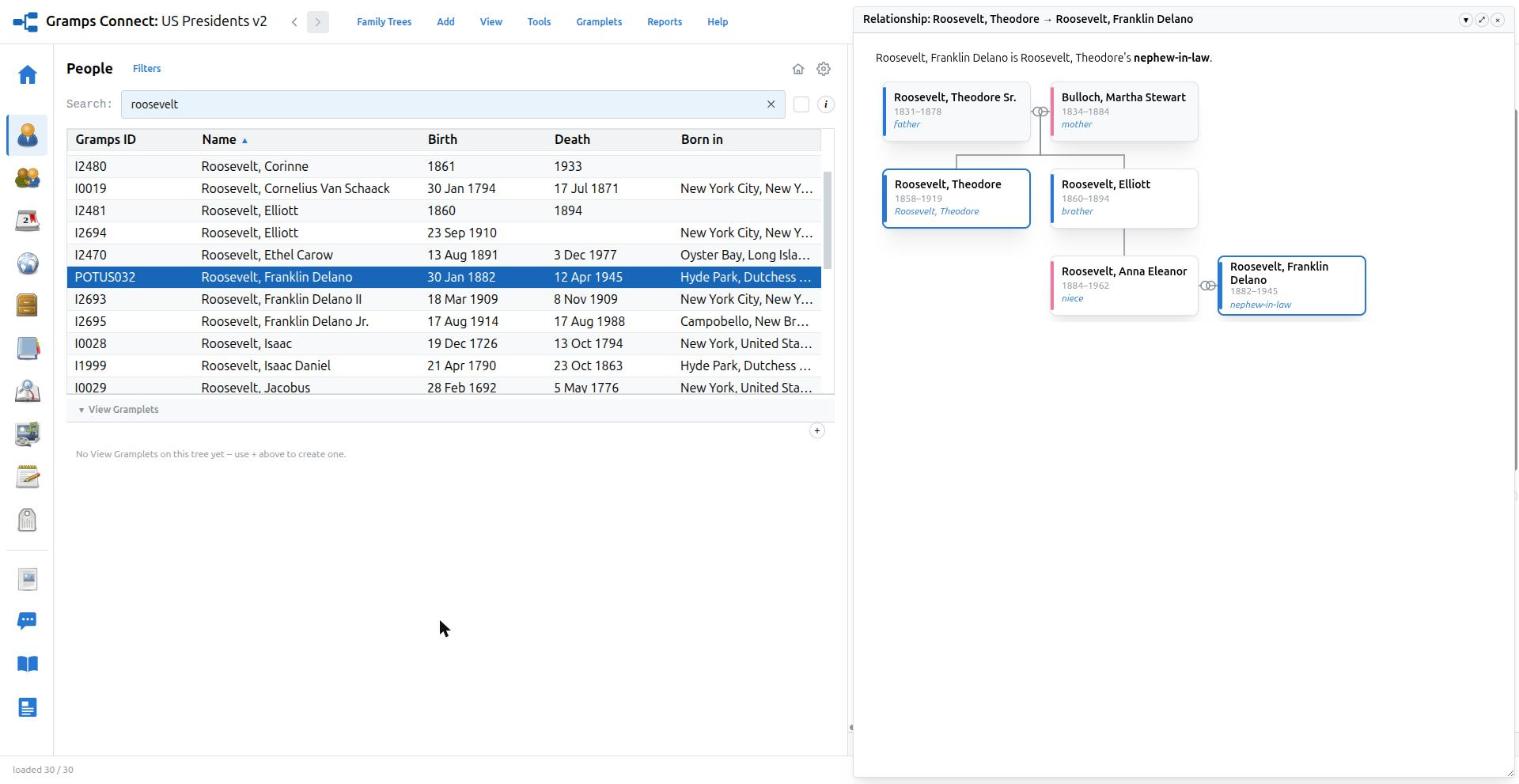 Gramps Connect: US Presidents v2
Family Trees Add View Tools Gramplets Reports Help
People Filters
Search: roosevelt
Gramps ID Name Birth Death Born in
I2480 Roosevelt, Corinne 1861 1933
I0019 Roosevelt, Cornelius Van Schaack 30 Jan 1794 17 Jul 1871 New York City, New Y...
I2481 Roosevelt, Elliott 1860 1894
I2694 Roosevelt, Elliott 23 Sep 1910 New York City, New Y...
I2470 Roosevelt, Ethel Carow 13 Aug 1891 3 Dec 1977 Oyster Bay, Long Isla...
POTUS032 Roosevelt, Franklin Delano 30 Jan 1882 12 Apr 1945 Hyde Park, Dutchess ...
I2693 Roosevelt, Franklin Delano II 18 Mar 1909 8 Nov 1909 New York City, New Y...
I2695 Roosevelt, Franklin Delano Jr. 17 Aug 1914 17 Aug 1988 Campobello, New Br...
I0028 Roosevelt, Isaac 19 Dec 1726 13 Oct 1794 New York, United Sta...
I1999 Roosevelt, Isaac Daniel 21 Apr 1790 23 Oct 1863 Hyde Park, Dutchess ...
I0029 Roosevelt, Jacobus 28 Feb 1692 5 May 1776 New York, United Sta...
View Gramplets
No View Gramplets on this tree yet – use + above to create one.
loaded 30 / 30
Relationship: Roosevelt, Theodore → Roosevelt, Franklin Delano
Roosevelt, Franklin Delano is Roosevelt, Theodore's nephew-in-law.
Roosevelt, Theodore Sr.
1831–1878
father
Bulloch, Martha Stewart
1834–1884
mother
Roosevelt, Theodore
1858–1919
Roosevelt, Theodore
Roosevelt, Elliott
1860–1894
brother
Roosevelt, Anna Eleanor
1884–1962
niece
Roosevelt, Franklin
Delano
1882–1945
nephew-in-law